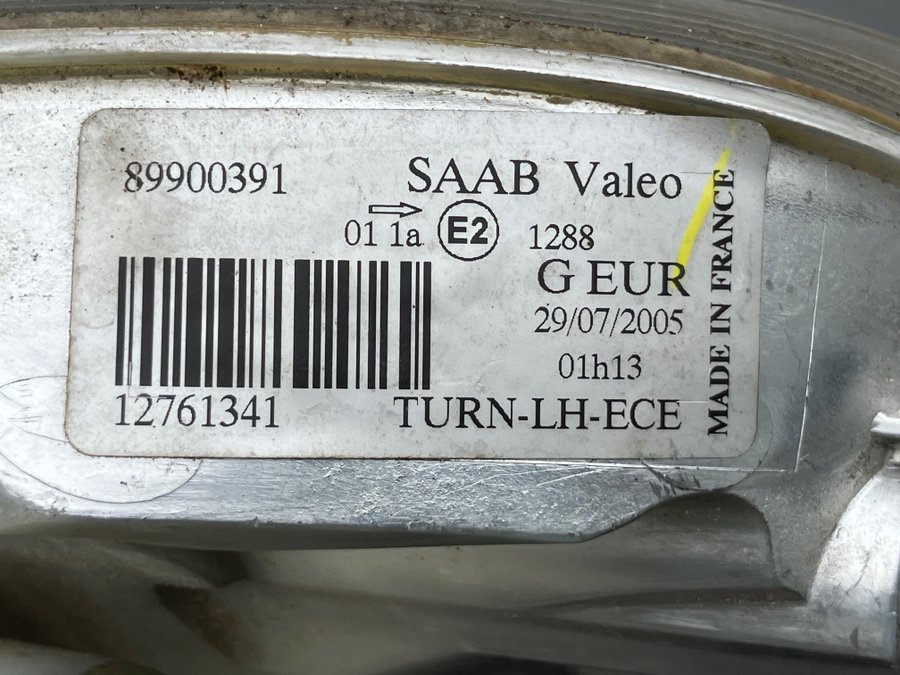 89900391 SAAB Valeo
01 1a E2 1288
G EUR
29/07/2005
01h13
12761341 TURN-LH-ECE
MADE IN FRANCE